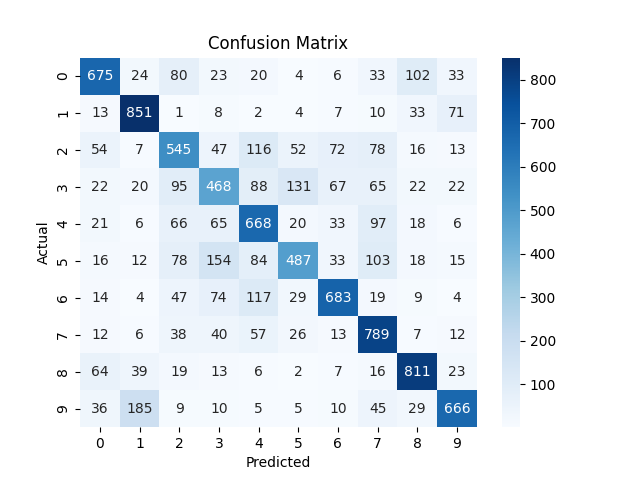 Confusion Matrix
0 675 24 80 23 20 4 6 33 102 33
1 13 851 1 8 2 4 7 10 33 71
2 54 7 545 47 116 52 72 78 16 13
3 22 20 95 468 88 131 67 65 22 22
4 21 6 66 65 668 20 33 97 18 6
5 16 12 78 154 84 487 33 103 18 15
6 14 4 47 74 117 29 683 19 9 4
7 12 6 38 40 57 26 13 789 7 12
8 64 39 19 13 6 2 7 16 811 23
9 36 185 9 10 5 5 10 45 29 666
0 1 2 3 4 5 6 7 8 9
Predicted
Actual
800
700
600
500
400
300
200
100